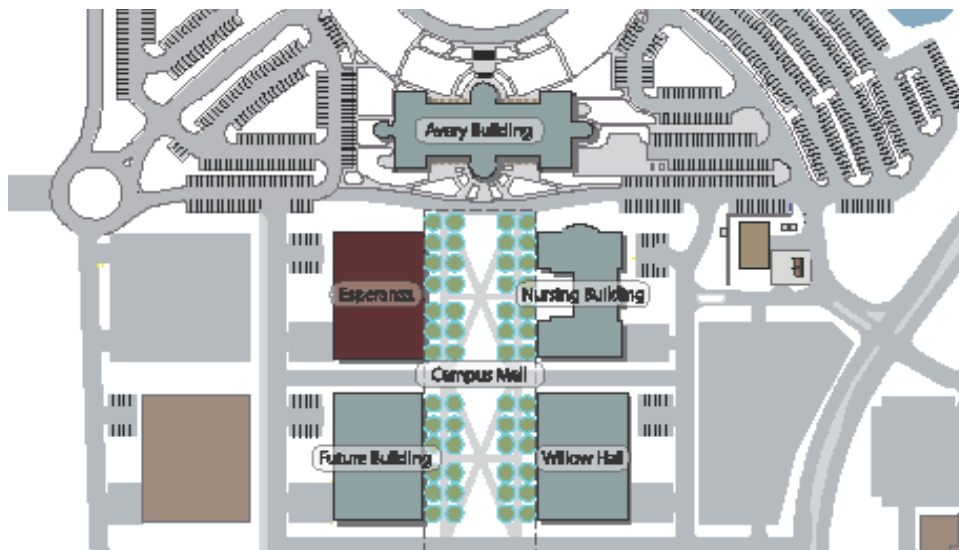 Avery Building
Esperanza
Nursing Building
Campus Mall
Future Building
Willow Hall